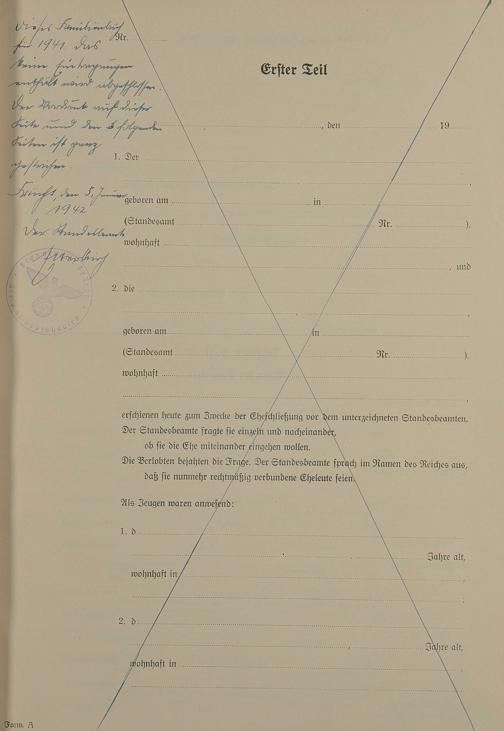 Dieses Familienbuch
für 1941 das
keine Eintragungen
enthält wird abgeschlossen.
Der Vordruck auf dieser
Seite und den 3 folgenden
Seiten ist ganz
gestrichen.
den 5. Januar
1942
Der Standesbeamte
Nr.
Erster Teil
, den 19
1. Der
geboren am in
(Standesamt Nr. ).
wohnhaft
, und
2. die
geboren am in
(Standesamt Nr. ).
wohnhaft
erschienen heute zum Zwecke der Eheschließung vor dem unterzeichneten Standesbeamten.
Der Standesbeamte fragte sie einzeln und nacheinander,
ob sie die Ehe miteinander eingehen wollen.
Die Verlobten bejahten die Frage. Der Standesbeamte sprach im Namen des Reiches aus,
daß sie nunmehr rechtmäßig verbundene Eheleute seien.
Als Zeugen waren anwesend:
1. d
Jahre alt,
wohnhaft in
2. d
Jahre alt,
wohnhaft in
Form. A